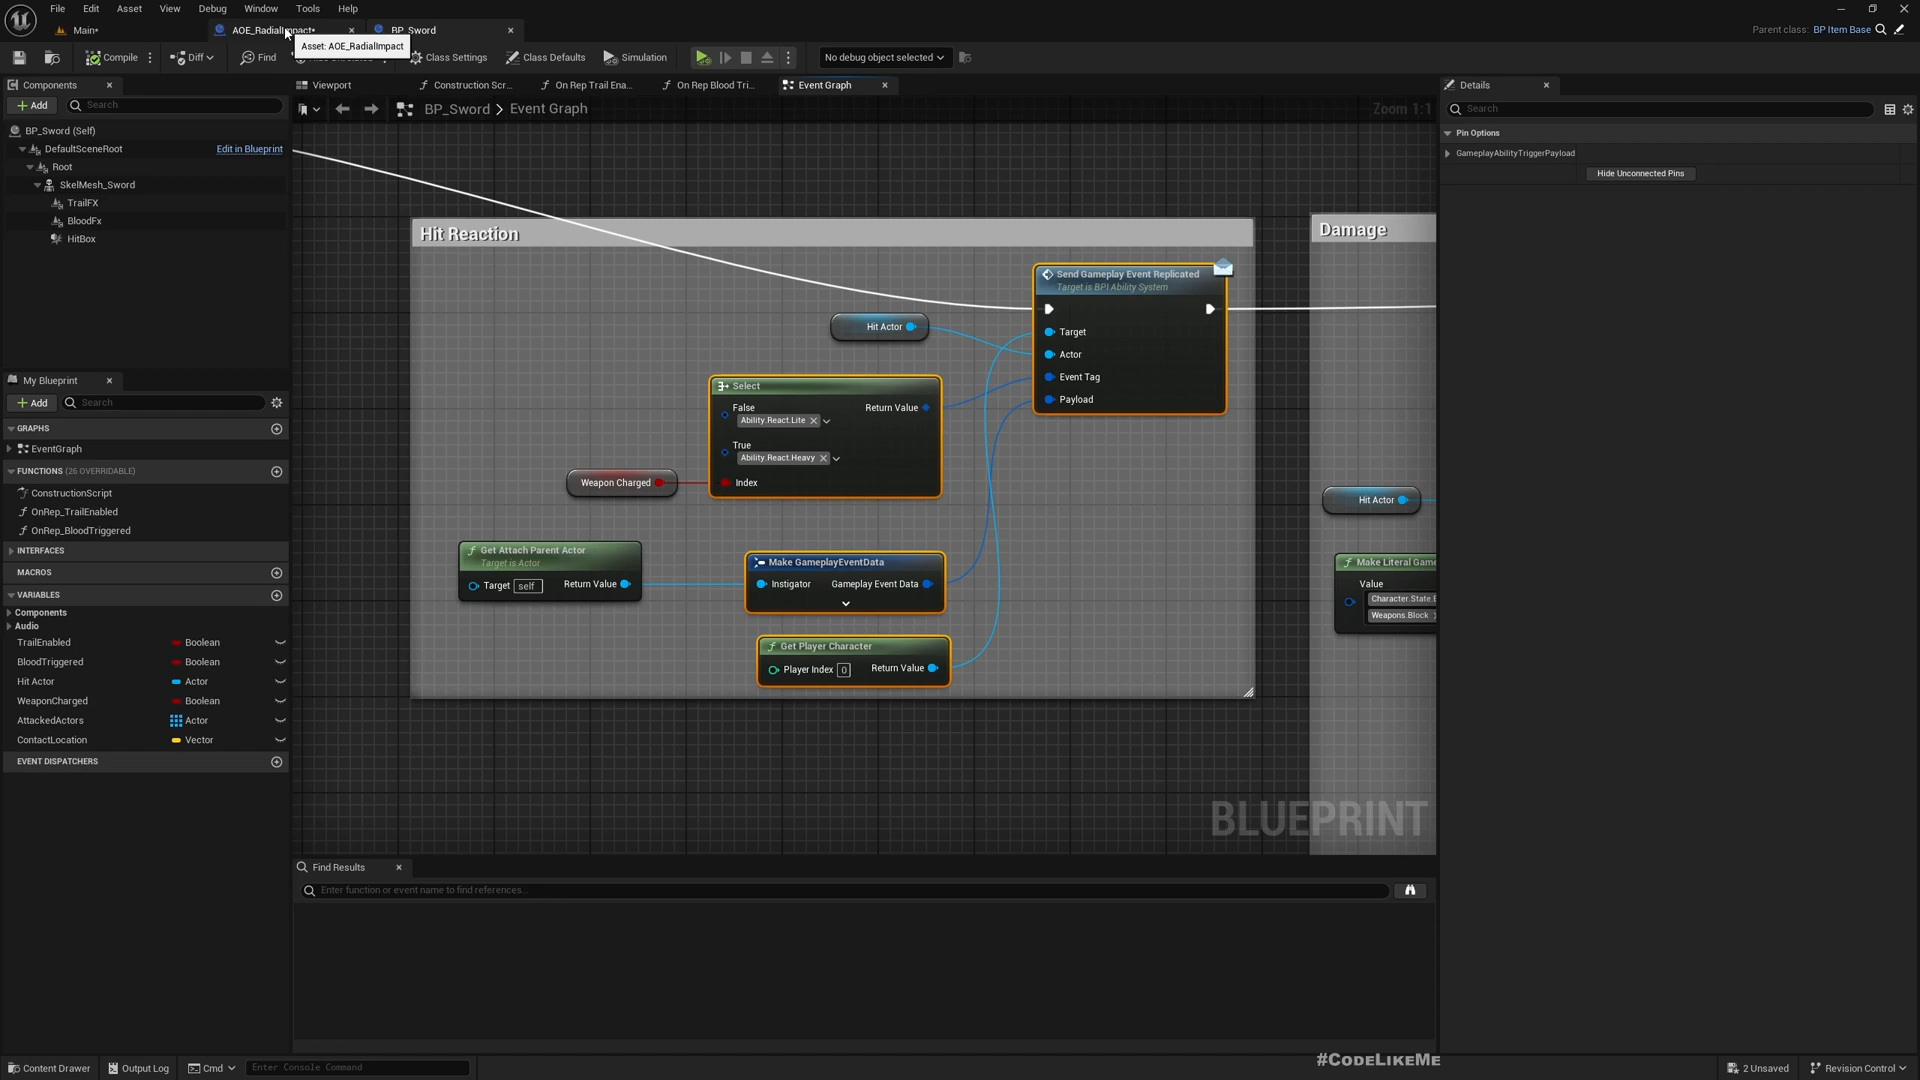 File Edit Asset View Debug Window Tools Help
Main•
AOE_RadialImpact•
BP_Sword
Parent class: BP Item Base
Asset: AOE_RadialImpact
Compile
Diff
Find
Class Settings
Class Defaults
Simulation
No debug object selected
Components
Add
Search
BP_Sword (Self)
DefaultSceneRoot
Edit in Blueprint
Root
SkelMesh_Sword
TrailFX
BloodFx
HitBox
My Blueprint
Add
Search
GRAPHS
EventGraph
FUNCTIONS (26 OVERRIDABLE)
ConstructionScript
OnRep_TrailEnabled
OnRep_BloodTriggered
INTERFACES
MACROS
VARIABLES
Components
Audio
TrailEnabled Boolean
BloodTriggered Boolean
Hit Actor Actor
WeaponCharged Boolean
AttackedActors Actor
ContactLocation Vector
EVENT DISPATCHERS
Viewport
Construction Scr...
On Rep Trail Ena...
On Rep Blood Tri...
Event Graph
BP_Sword > Event Graph
Zoom 1:1
Hit Reaction
Send Gameplay Event Replicated
Target is BPI Ability System
Target
Actor
Event Tag
Payload
Hit Actor
Select
False
Return Value
Ability.React.Lite
True
Ability.React.Heavy
Index
Weapon Charged
Get Attach Parent Actor
Target is Actor
Target self Return Value
Make GameplayEventData
Instigator Gameplay Event Data
Get Player Character
Player Index 0 Return Value
Damage
Hit Actor
Make Literal Game
Value
Character.State.B
Weapons.Block
BLUEPRINT
Find Results
Enter function or event name to find references...
Details
Search
Pin Options
GameplayAbilityTriggerPayload
Hide Unconnected Pins
#CodeLikeMe
Content Drawer
Output Log
Cmd
Enter Console Command
2 Unsaved
Revision Control